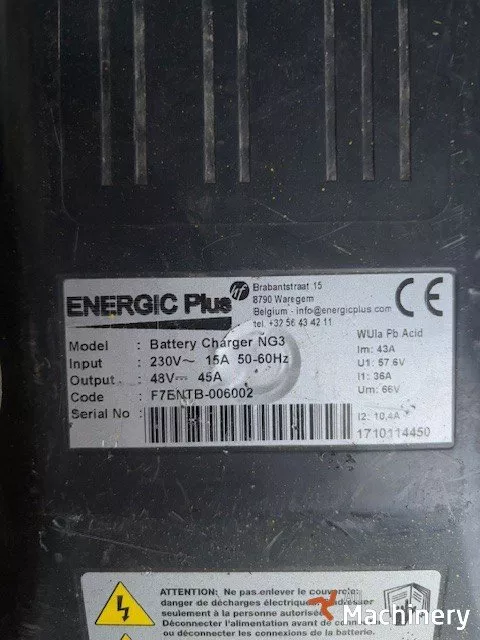 ENERGIC Plus
Brabantstraat 15
8790 Waregem
Belgium - info@energicplus.com
tel. +32 56 43 42 11
CE
Model : Battery Charger NG3
Input : 230V~ 15A 50-60Hz
Output : 48V⎓ 45A
Code : F7ENTB-006002
Serial No :
WUIa Pb Acid
Im: 43A
U1: 57.6V
I1: 36A
Um: 66V
I2: 10,4A
1710114450
ATTENTION: Ne pas enlever le couvercle:
danger de décharges électriques, s'adresser
seulement à la personne autorisée.
Déconnecter l'alimentation avant de
ou déconnecter les connexions de la batterie.
Machinery